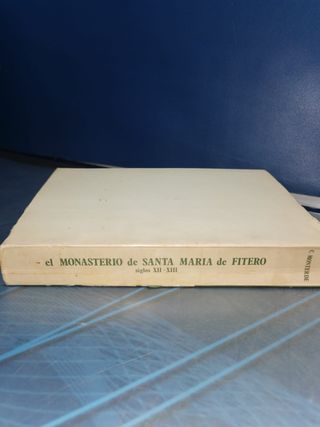 el MONASTERIO de SANTA MARIA de FITERO
siglos XII-XIII
C. MONTERDE